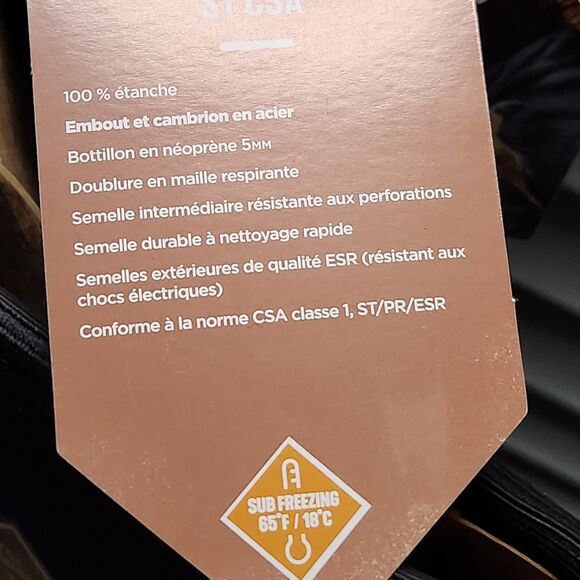 ST CSA
100 % étanche
Embout et cambrion en acier
Bottillon en néoprène 5MM
Doublure en maille respirante
Semelle intermédiaire résistante aux perforations
Semelle durable à nettoyage rapide
Semelles extérieures de qualité ESR (résistant aux
chocs électriques)
Conforme à la norme CSA classe 1, ST/PR/ESR
SUB FREEZING
65°F / 18°C